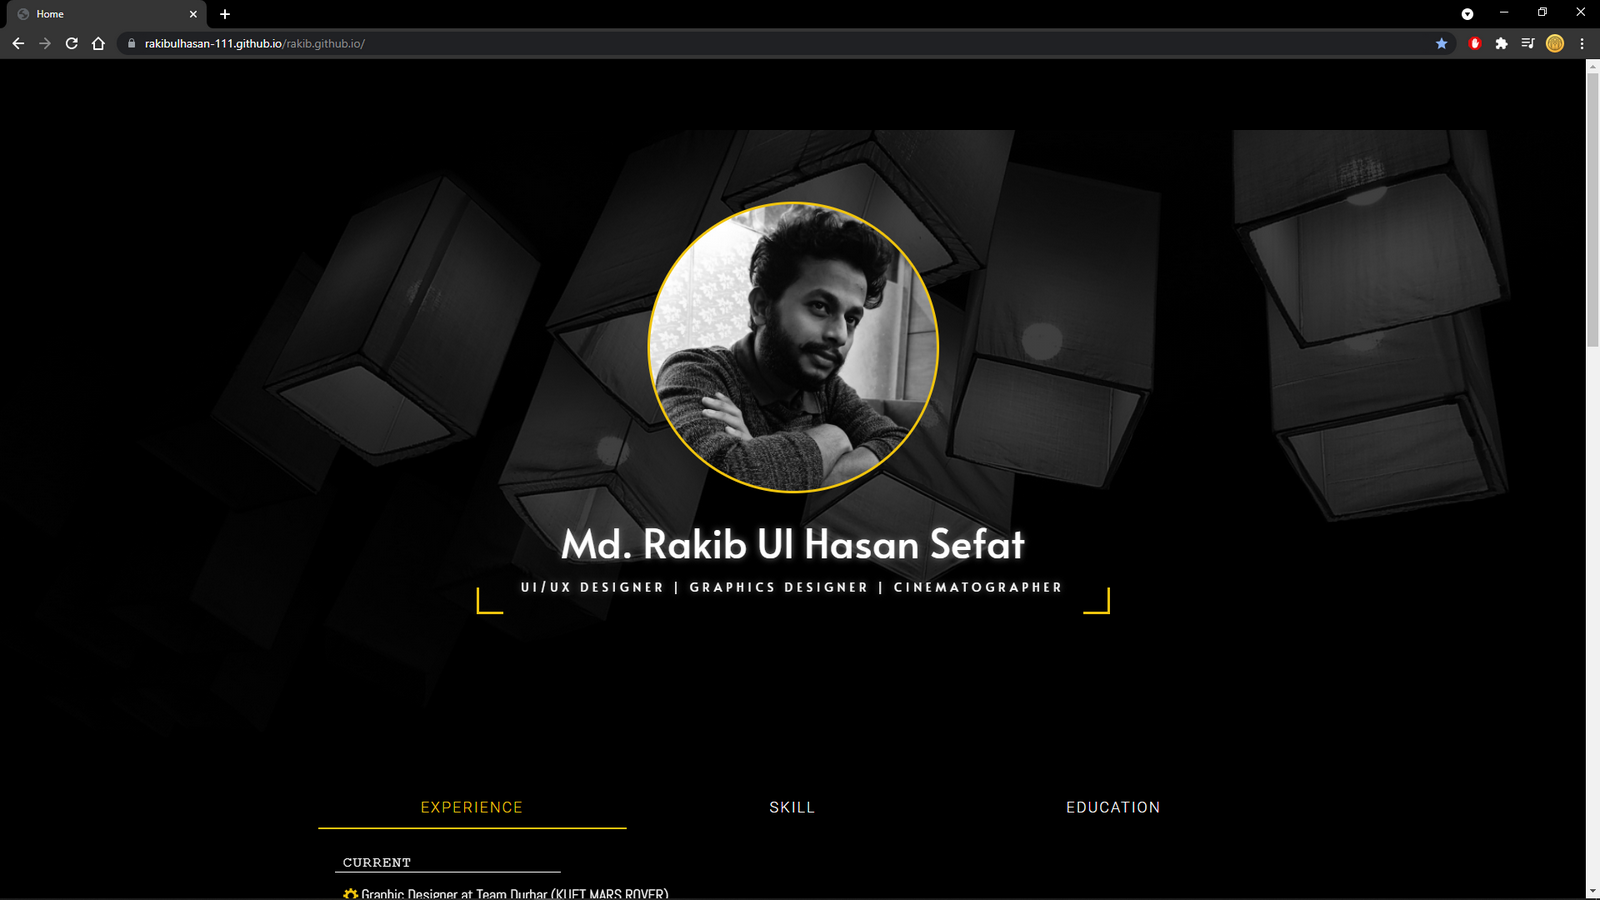 Home
rakibulhasan-111.github.io/rakib.github.io/
Md. Rakib Ul Hasan Sefat
UI/UX DESIGNER | GRAPHICS DESIGNER | CINEMATOGRAPHER
EXPERIENCE SKILL EDUCATION
CURRENT
Graphic Designer at Team Durbar (KUET MARS ROVER)